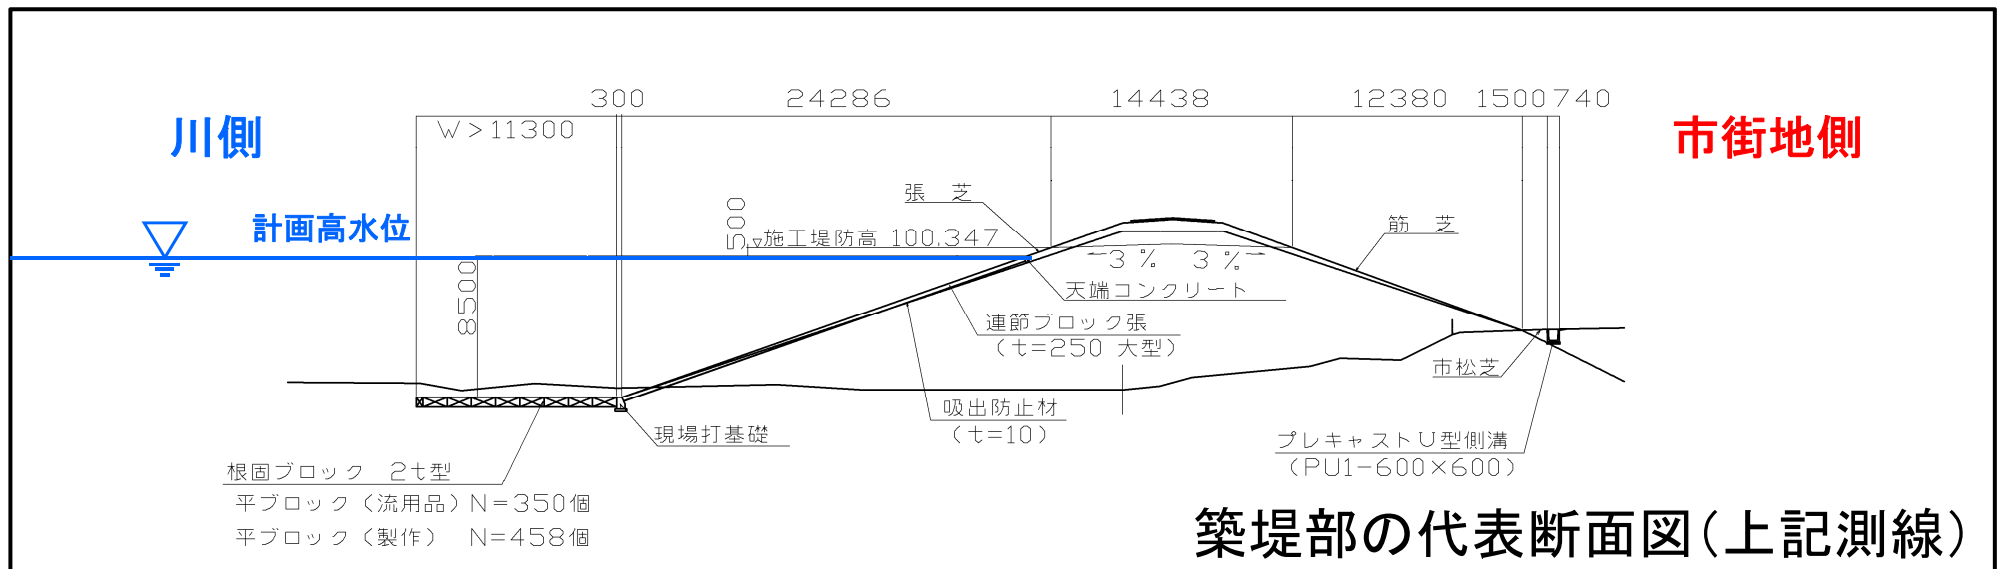 300
24286
14438
12380
1500
740
W>11300
川側
市街地側
計画高水位
500
▽施工堤防高 100.347
張 芝
筋 芝
3% 3%
8500
天端コンクリート
連節ブロック張
(t=250 大型)
市松芝
吸出防止材
(t=10)
現場打基礎
プレキャストU型側溝
(PU1-600×600)
根固ブロック 2t型
平ブロック(流用品)N=350個
平ブロック(製作) N=458個
築堤部の代表断面図(上記測線)